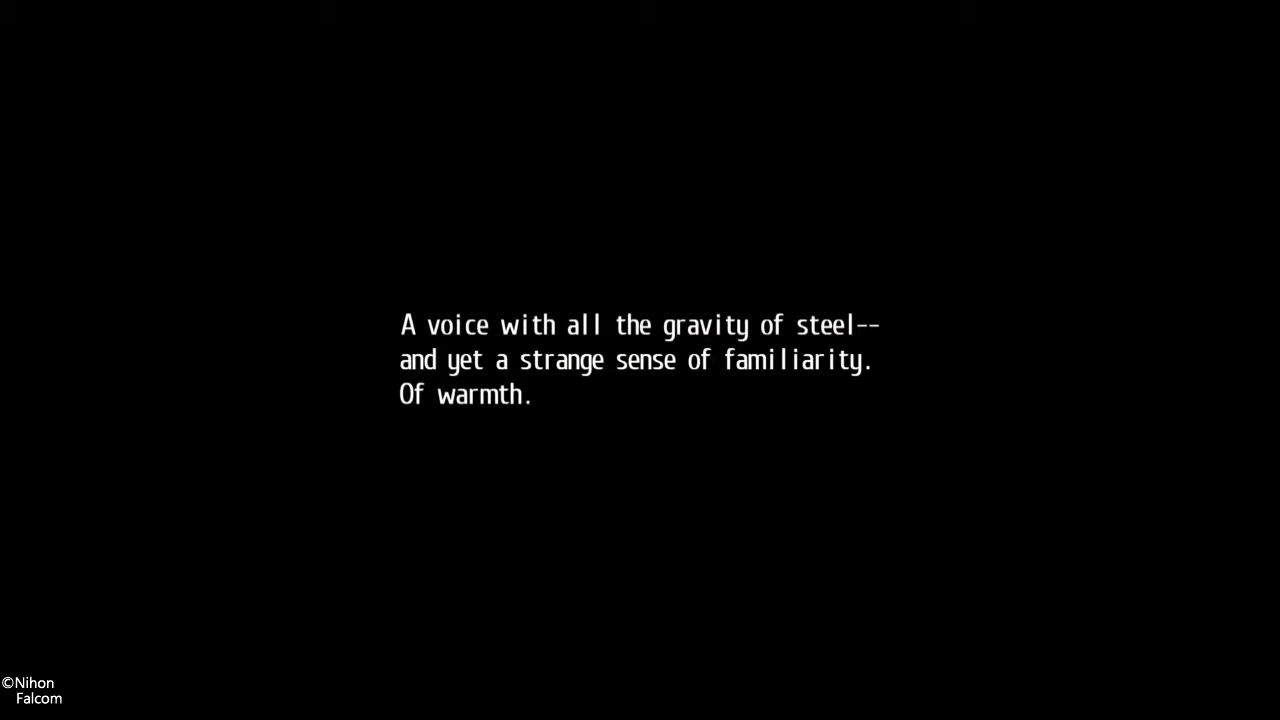 A voice with all the gravity of steel--
and yet a strange sense of familiarity.
Of warmth.
©Nihon
Falcom